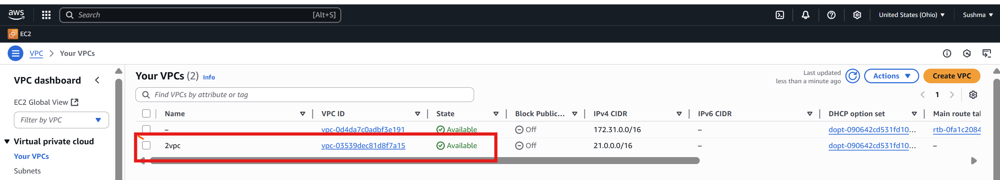 aws
Search [Alt+S] United States (Ohio) Sushma
EC2
VPC > Your VPCs
VPC dashboard
EC2 Global View
Filter by VPC
Virtual private cloud
Your VPCs
Subnets
Your VPCs (2) Info
Last updated
less than a minute ago
Actions
Create VPC
Find VPCs by attribute or tag
1
Name VPC ID State Block Public... IPv4 CIDR IPv6 CIDR DHCP option set Main route tal
– vpc-0d4da7c0adbf3e191 Available Off 172.31.0.0/16 – dopt-090642cd531fd10... rtb-0fa1c2084
2vpc vpc-03539dec81d8f7a15 Available Off 21.0.0.0/16 – dopt-090642cd531fd10... –